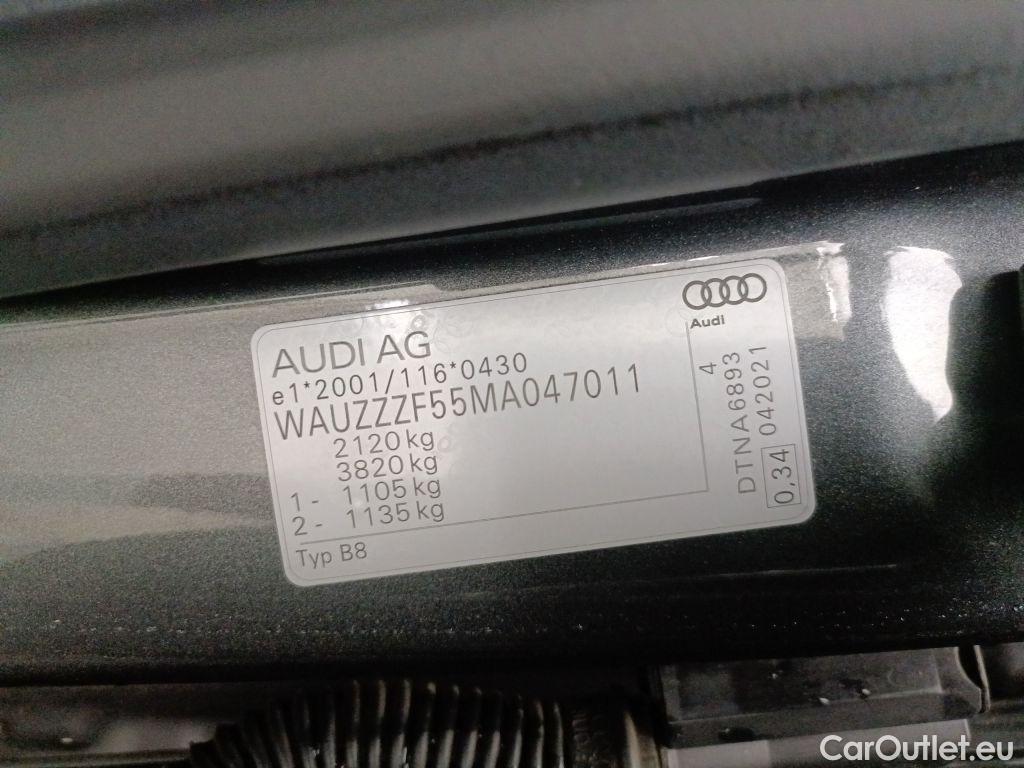 AUDI AG
e1*2001/116*0430
WAUZZZF55MA047011
2120 kg
3820 kg
1 - 1105 kg
2 - 1135 kg
Typ B8
Audi
4
DTNA6893
042021
0,34
CarOutlet.eu